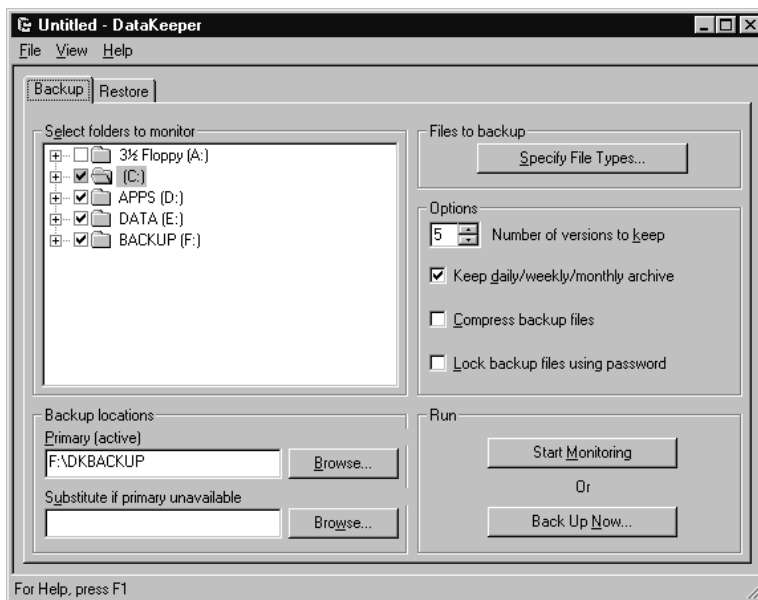 Untitled - DataKeeper
File View Help
Backup Restore
Select folders to monitor
3½ Floppy (A:)
(C:)
APPS (D:)
DATA (E:)
BACKUP (F:)
Files to backup
Specify File Types...
Options
5 Number of versions to keep
Keep daily/weekly/monthly archive
Compress backup files
Lock backup files using password
Backup locations
Primary (active)
F:\DKBACKUP
Browse...
Substitute if primary unavailable
Browse...
Run
Start Monitoring
Or
Back Up Now...
For Help, press F1